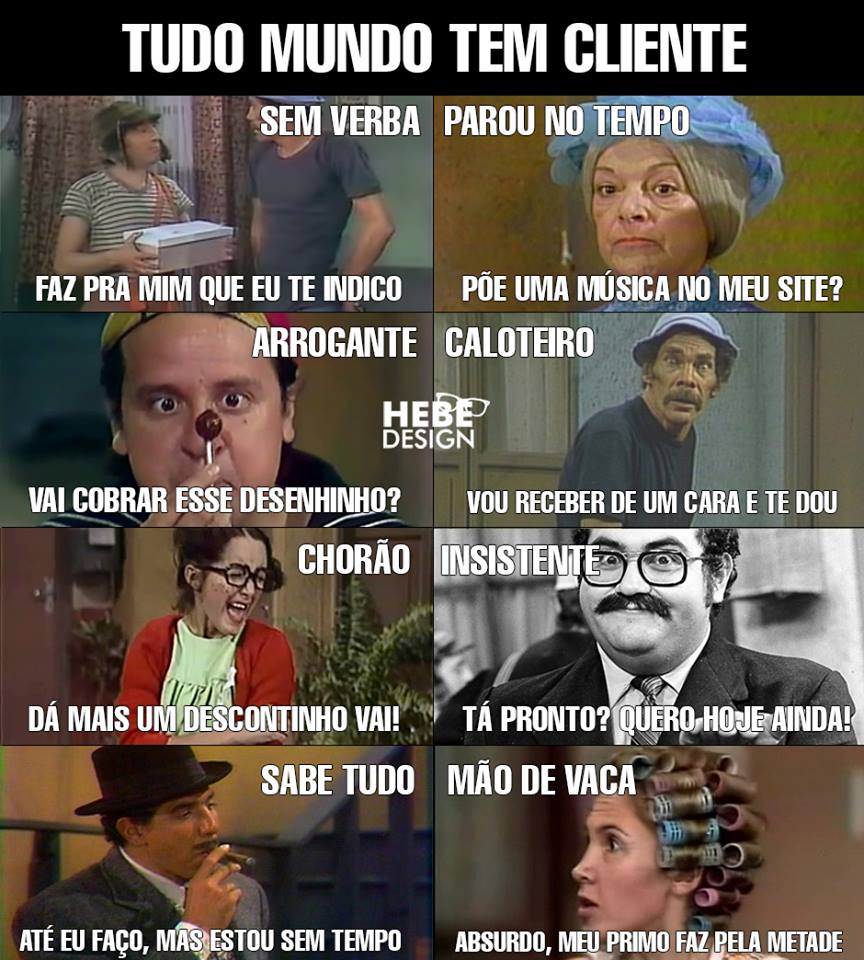 TUDO MUNDO TEM CLIENTE
SEM VERBA
FAZ PRA MIM QUE EU TE INDICO
PAROU NO TEMPO
PÕE UMA MÚSICA NO MEU SITE?
ARROGANTE
VAI COBRAR ESSE DESENHINHO?
CALOTEIRO
VOU RECEBER DE UM CARA E TE DOU
HEBE
DESIGN
CHORÃO
DÁ MAIS UM DESCONTINHO VAI!
INSISTENTE
TÁ PRONTO? QUERO HOJE AINDA!
SABE TUDO
ATÉ EU FAÇO, MAS ESTOU SEM TEMPO
MÃO DE VACA
ABSURDO, MEU PRIMO FAZ PELA METADE